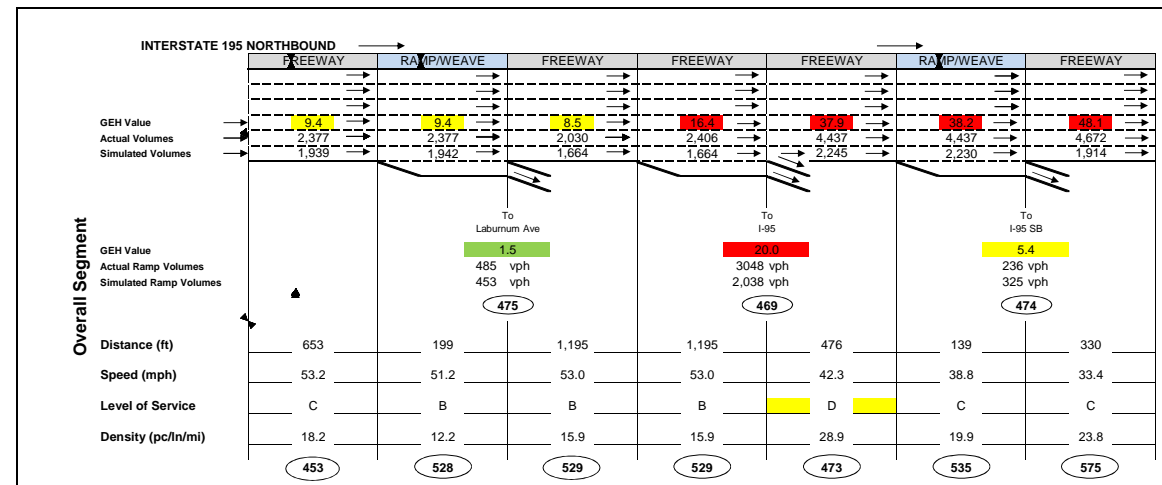 INTERSTATE 195 NORTHBOUND
FREEWAY RAMP/WEAVE FREEWAY FREEWAY FREEWAY RAMP/WEAVE FREEWAY
GEH Value 9.4 9.4 8.5 16.4 37.9 38.2 48.1
Actual Volumes 2,377 2,377 2,030 2,406 4,437 4,437 4,672
Simulated Volumes 1,939 1,942 1,664 1,664 2,245 2,230 1,914
To To To
Laburnum Ave I-95 I-95 SB
GEH Value 1.5 20.0 5.4
Actual Ramp Volumes 485 vph 3048 vph 236 vph
Simulated Ramp Volumes 453 vph 2,038 vph 325 vph
475 469 474
Overall Segment
Distance (ft) 653 199 1,195 1,195 476 139 330
Speed (mph) 53.2 51.2 53.0 53.0 42.3 38.8 33.4
Level of Service C B B B D C C
Density (pc/ln/mi) 18.2 12.2 15.9 15.9 28.9 19.9 23.8
453 528 529 529 473 535 575